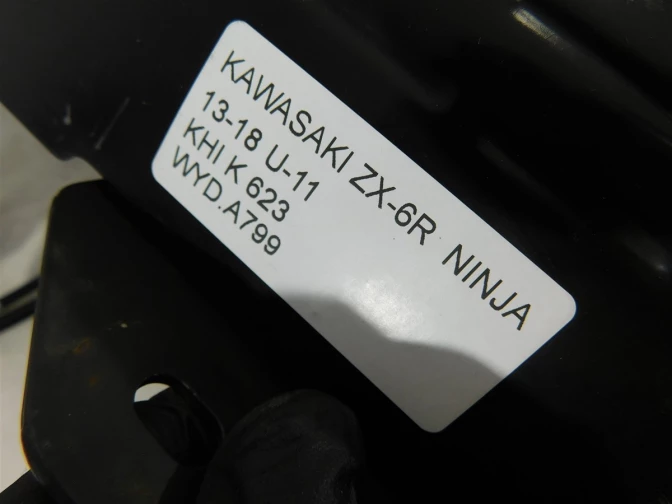 KAWASAKI ZX-6R NINJA
13-18 U-11
KHI K 623
WYD.A799